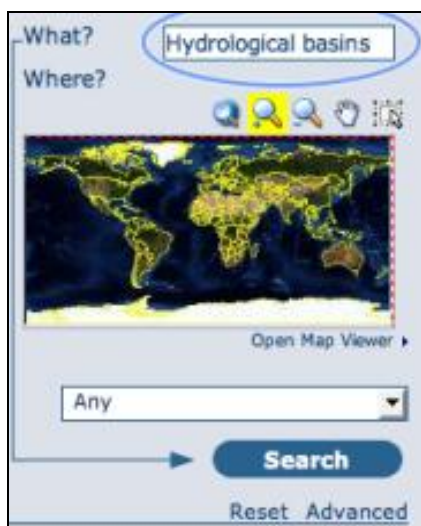 What?
Hydrological basins
Where?
Open Map Viewer
Any
Search
Reset Advanced